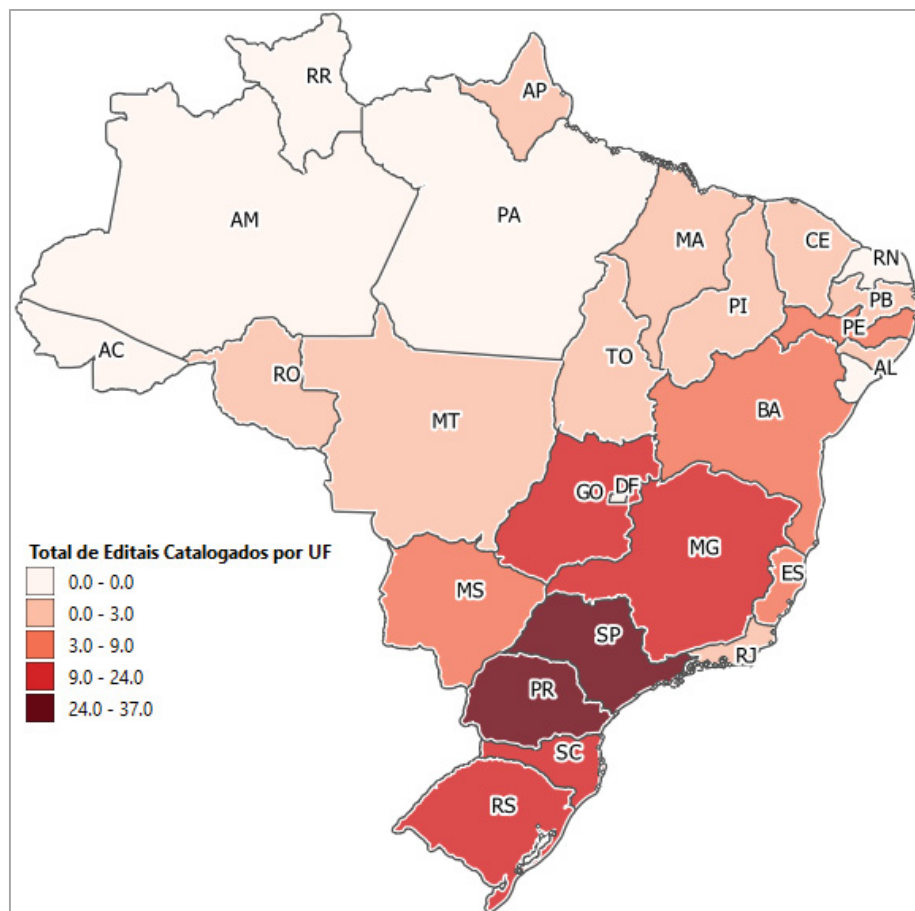 RR
AP
AM
PA
MA
CE
RN
PB
PI
PE
AC
TO
AL
RO
BA
MT
DF
GO
MG
Total de Editais Catalogados por UF
0.0 - 0.0
0.0 - 3.0
3.0 - 9.0
9.0 - 24.0
24.0 - 37.0
ES
MS
SP
RJ
PR
SC
RS